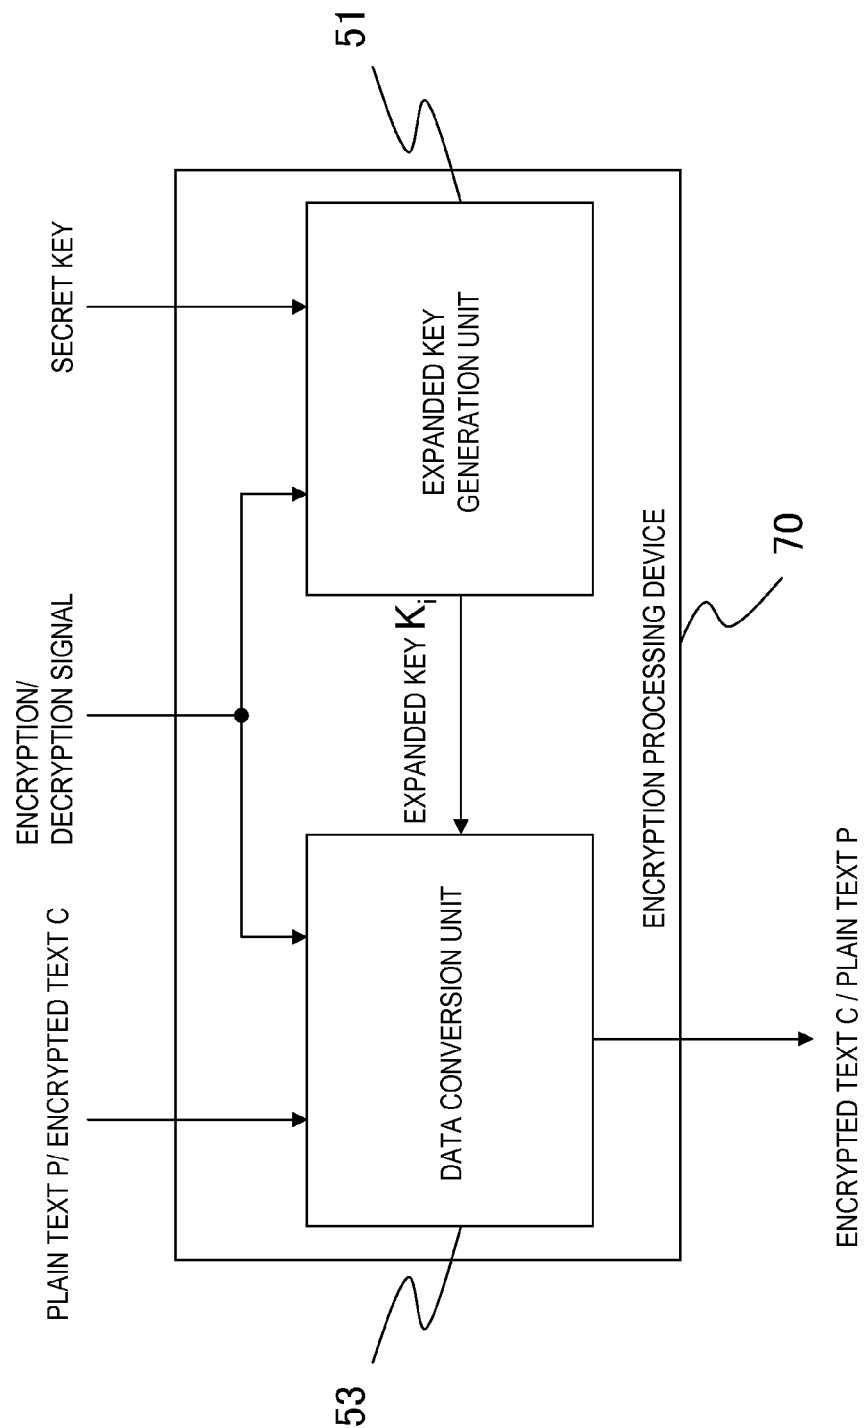 PLAIN TEXT P/ ENCRYPTED TEXT C
ENCRYPTION/
DECRYPTION SIGNAL
SECRET KEY
53
DATA CONVERSION UNIT
EXPANDED KEY Ki
EXPANDED KEY
GENERATION UNIT
51
ENCRYPTION PROCESSING DEVICE
70
ENCRYPTED TEXT C / PLAIN TEXT P